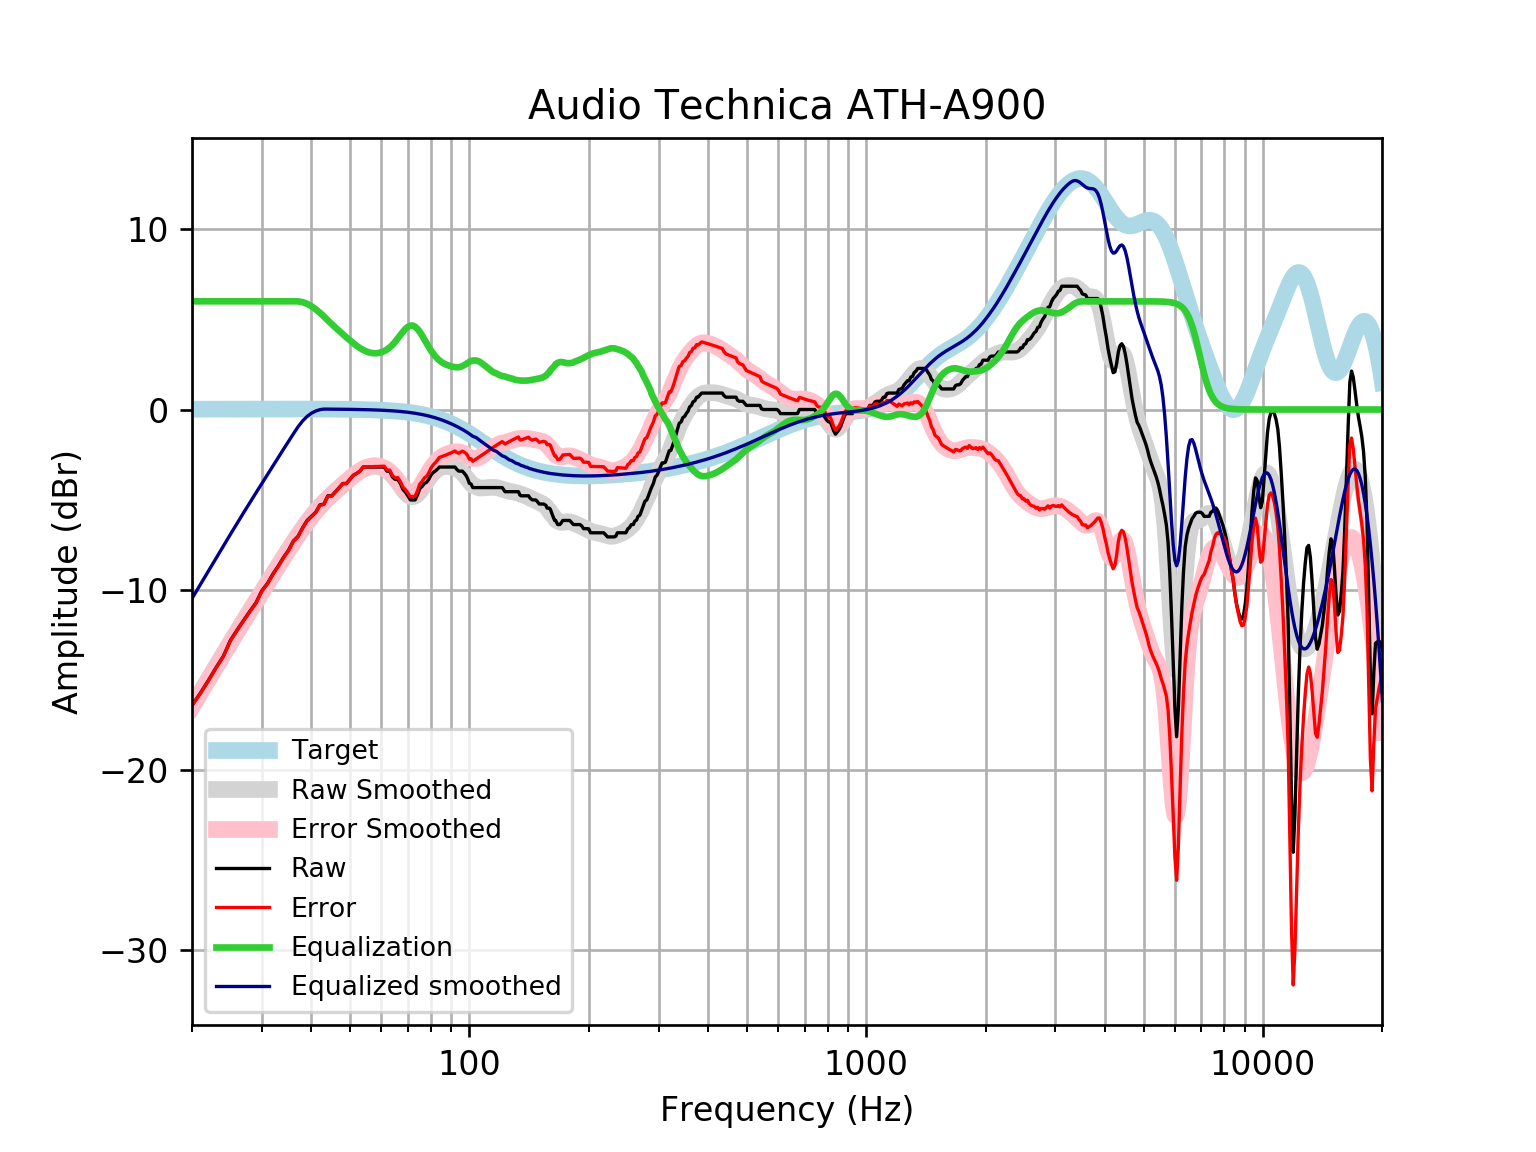 Audio Technica ATH-A900
10
0
−10
−20
−30
Amplitude (dBr)
Target
Raw Smoothed
Error Smoothed
Raw
Error
Equalization
Equalized smoothed
100
1000
10000
Frequency (Hz)